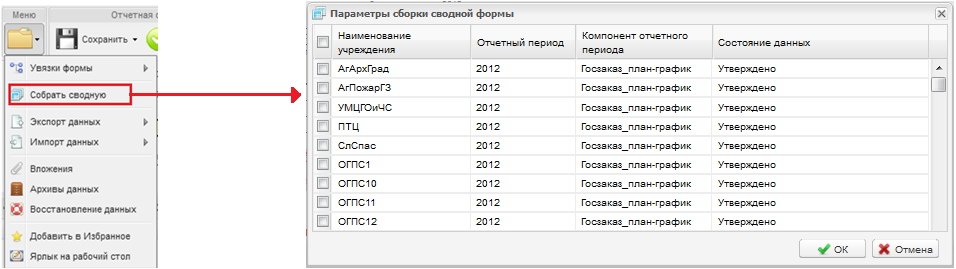 Меню
Отчетная
Сохранить
Увязки формы
Собрать сводную
Экспорт данных
Импорт данных
Вложения
Архивы данных
Восстановление данных
Добавить в Избранное
Ярлык на рабочий стол
Параметры сборки сводной формы
Наименование учреждения Отчетный период Компонент отчетного периода Состояние данных
АгАрхГрад 2012 Госзаказ_план-график Утверждено
АгПожарГЗ 2012 Госзаказ_план-график Утверждено
УМЦГОиЧС 2012 Госзаказ_план-график Утверждено
ПТЦ 2012 Госзаказ_план-график Утверждено
СлСпас 2012 Госзаказ_план-график Утверждено
ОГПС1 2012 Госзаказ_план-график Утверждено
ОГПС10 2012 Госзаказ_план-график Утверждено
ОГПС11 2012 Госзаказ_план-график Утверждено
ОГПС12 2012 Госзаказ_план-график Утверждено
ОК Отмена